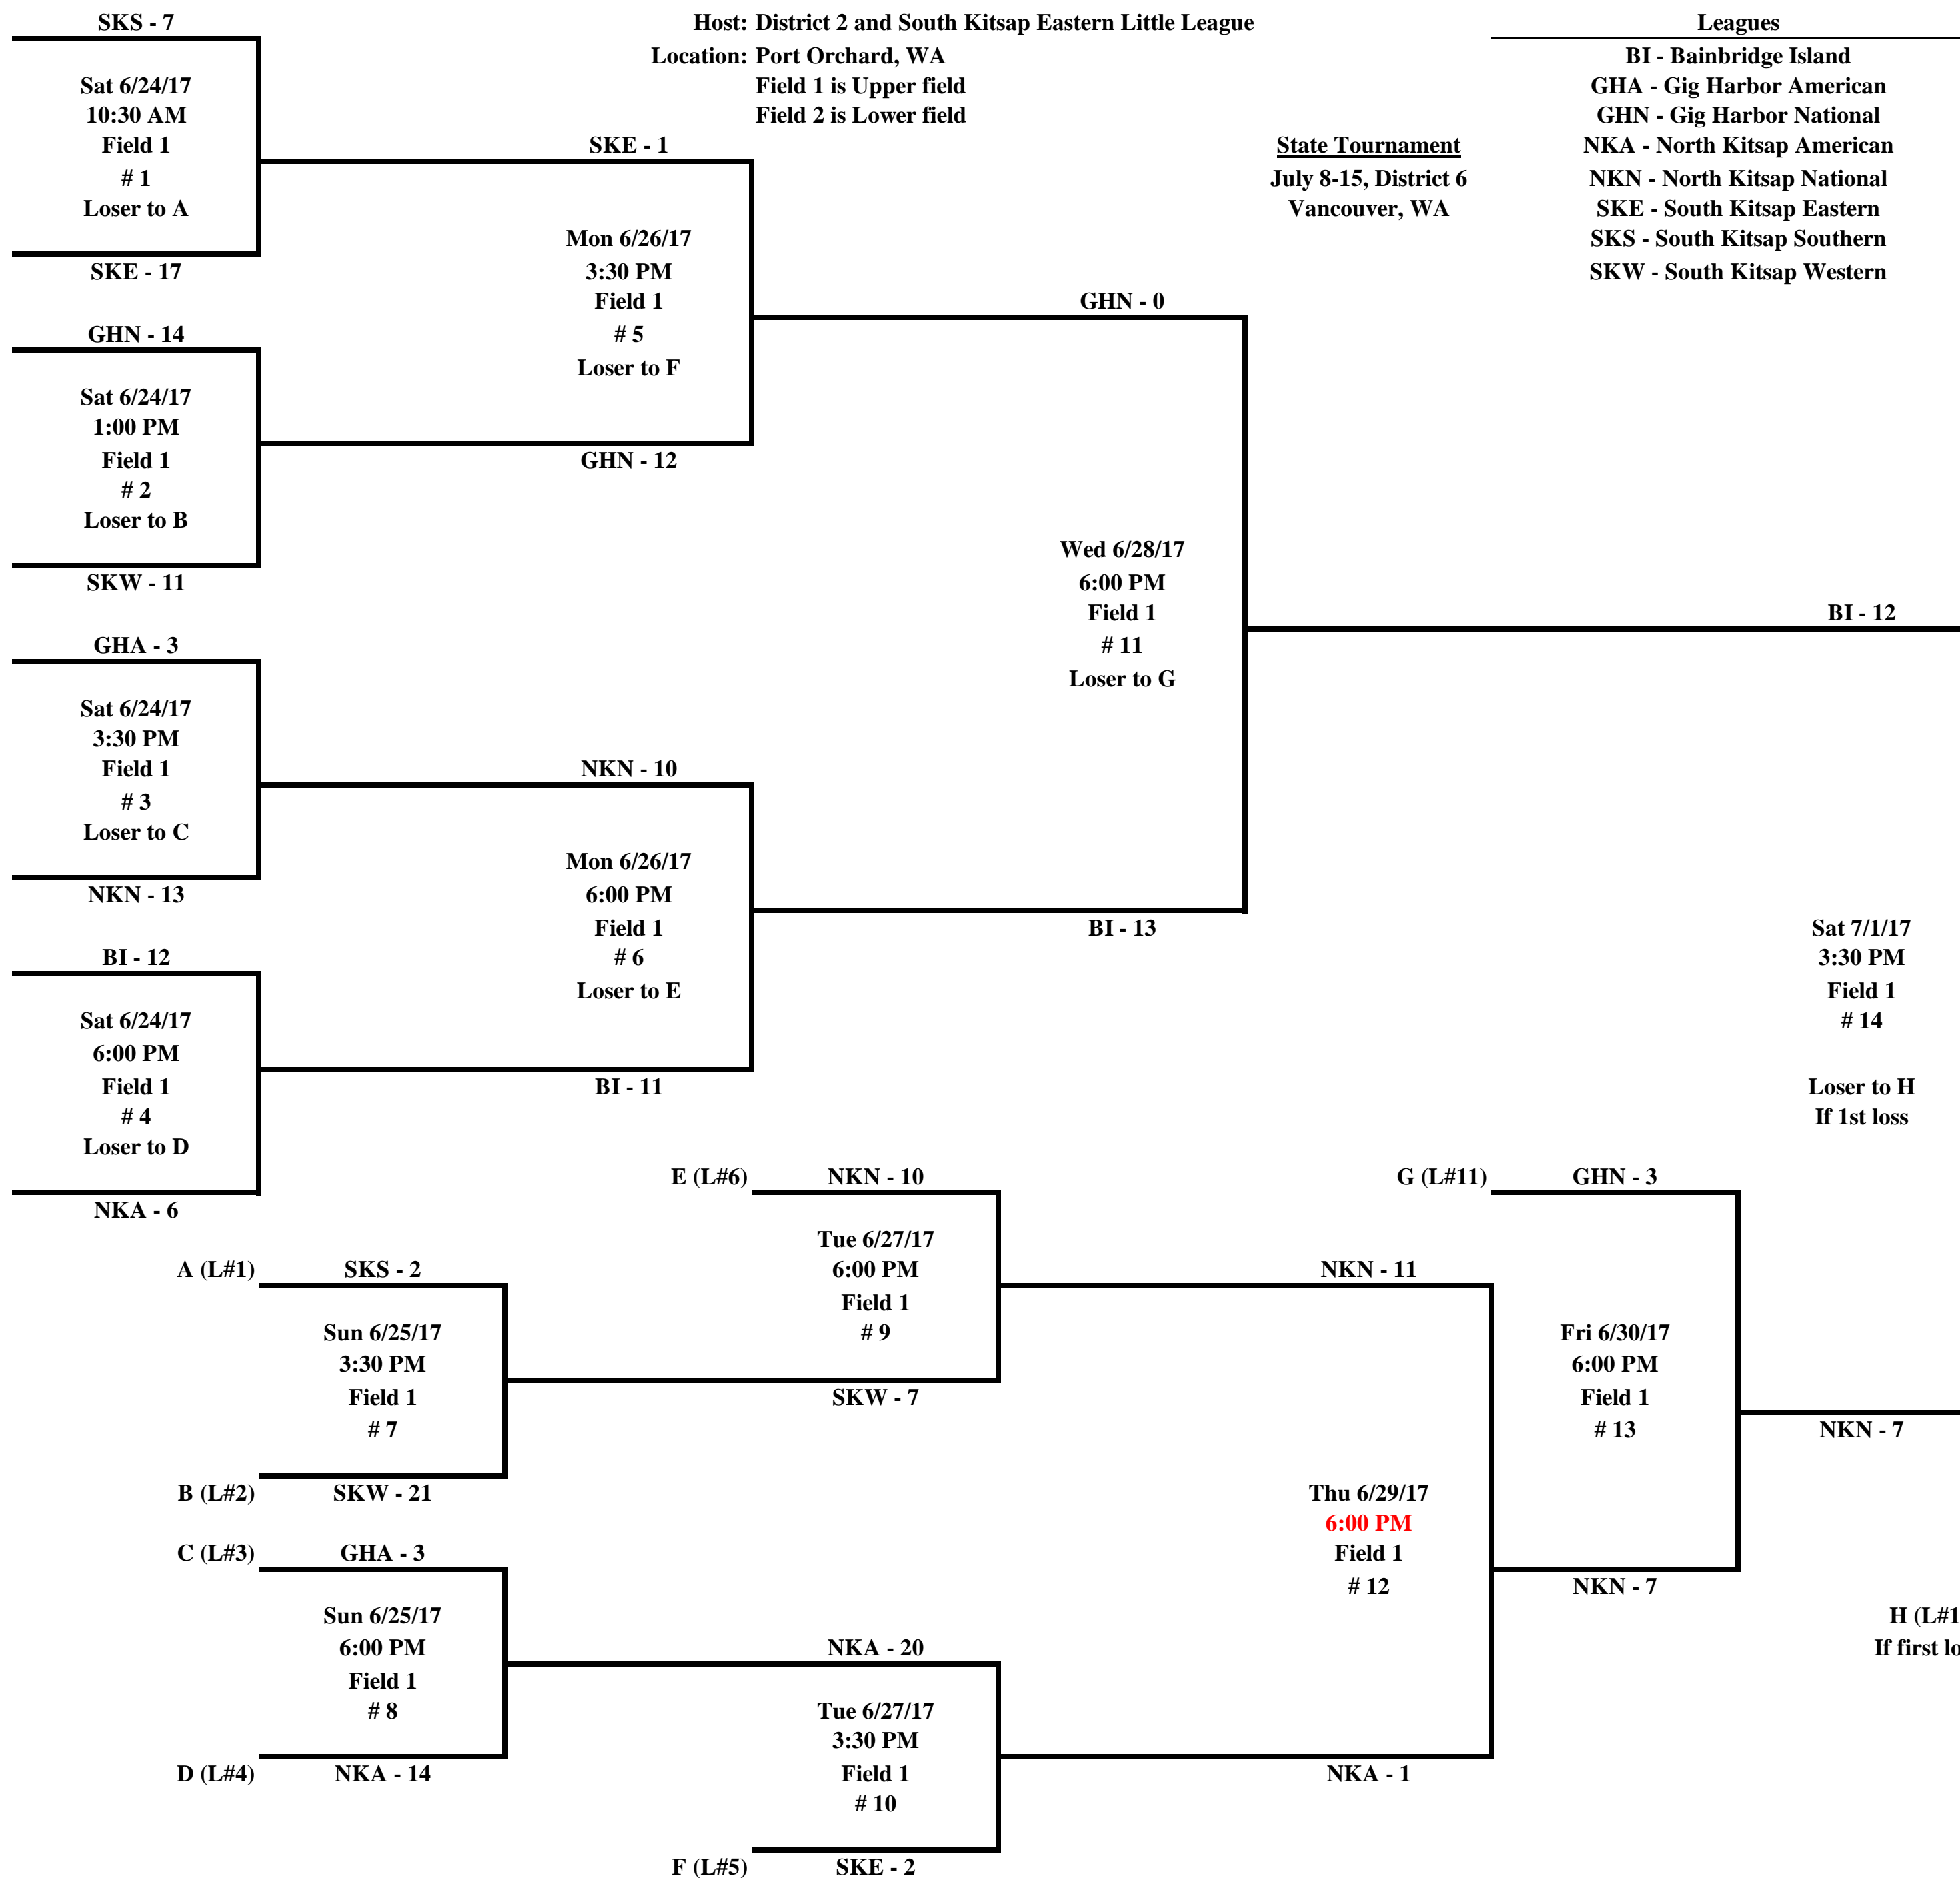 Host: District 2 and South Kitsap Eastern Little League
Location: Port Orchard, WA
Field 1 is Upper field
Field 2 is Lower field
State Tournament
July 8-15, District 6
Vancouver, WA
Leagues
BI - Bainbridge Island
GHA - Gig Harbor American
GHN - Gig Harbor National
NKA - North Kitsap American
NKN - North Kitsap National
SKE - South Kitsap Eastern
SKS - South Kitsap Southern
SKW - South Kitsap Western
SKS - 7
Sat 6/24/17
10:30 AM
Field 1
# 1
Loser to A
SKE - 17
GHN - 14
Sat 6/24/17
1:00 PM
Field 1
# 2
Loser to B
SKW - 11
GHA - 3
Sat 6/24/17
3:30 PM
Field 1
# 3
Loser to C
NKN - 13
BI - 12
Sat 6/24/17
6:00 PM
Field 1
# 4
Loser to D
NKA - 6
SKE - 1
Mon 6/26/17
3:30 PM
Field 1
# 5
Loser to F
GHN - 12
NKN - 10
Mon 6/26/17
6:00 PM
Field 1
# 6
Loser to E
BI - 11
GHN - 0
Wed 6/28/17
6:00 PM
Field 1
# 11
Loser to G
BI - 13
BI - 12
Sat 7/1/17
3:30 PM
Field 1
# 14
Loser to H
If 1st loss
A (L#1) SKS - 2
Sun 6/25/17
3:30 PM
Field 1
# 7
B (L#2) SKW - 21
C (L#3) GHA - 3
Sun 6/25/17
6:00 PM
Field 1
# 8
D (L#4) NKA - 14
E (L#6) NKN - 10
Tue 6/27/17
6:00 PM
Field 1
# 9
SKW - 7
NKA - 20
Tue 6/27/17
3:30 PM
Field 1
# 10
F (L#5) SKE - 2
NKN - 11
Thu 6/29/17
6:00 PM
Field 1
# 12
NKA - 1
G (L#11) GHN - 3
Fri 6/30/17
6:00 PM
Field 1
# 13
NKN - 7
NKN - 7
H (L#1
If first lo